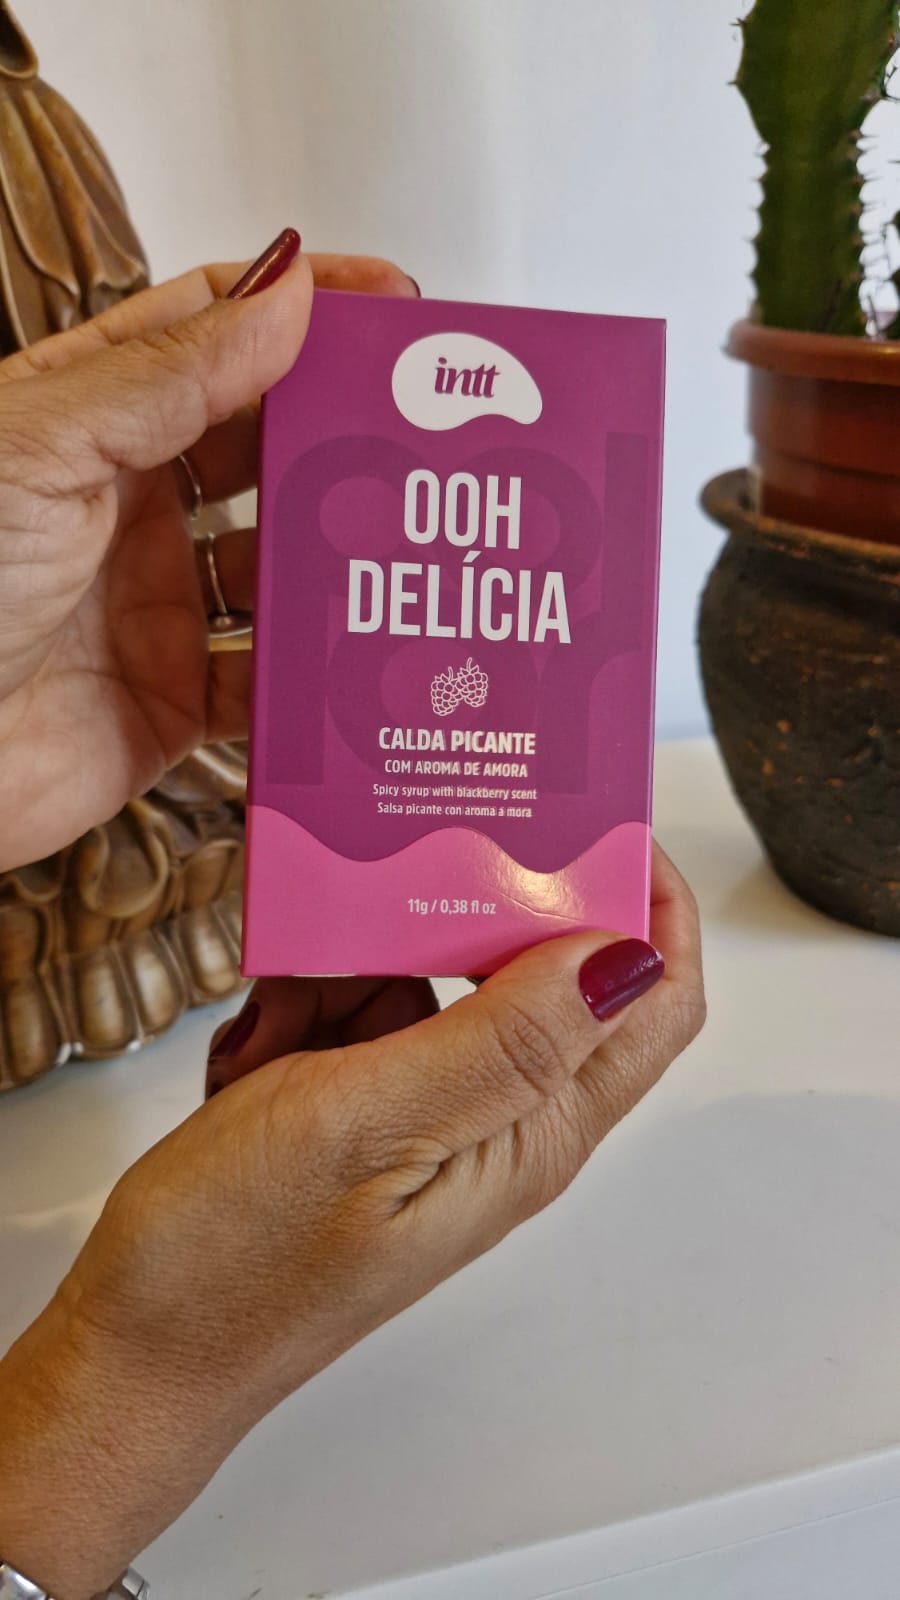 intt
OOH
DELÍCIA
CALDA PICANTE
COM AROMA DE AMORA
Spicy syrup with blackberry scent
Salsa picante con aroma a mora
11g / 0,38 fl oz